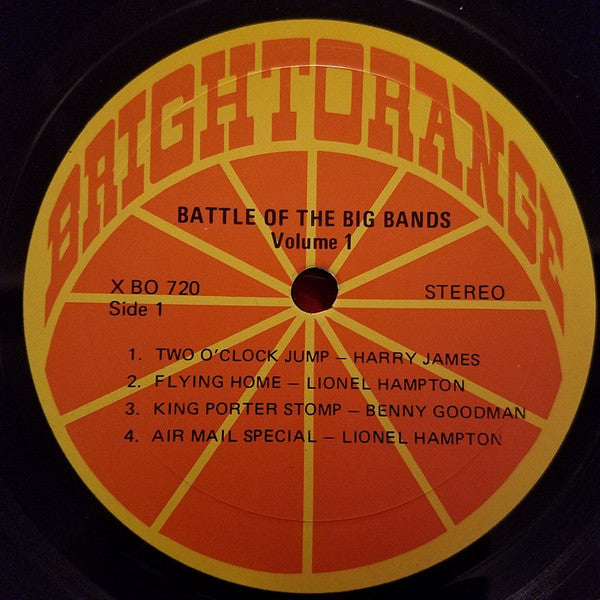 BRIGHTORANGE
BATTLE OF THE BIG BANDS
Volume 1
X BO 720
STEREO
Side 1
1. TWO O'CLOCK JUMP – HARRY JAMES
2. FLYING HOME – LIONEL HAMPTON
3. KING PORTER STOMP – BENNY GOODMAN
4. AIR MAIL SPECIAL – LIONEL HAMPTON